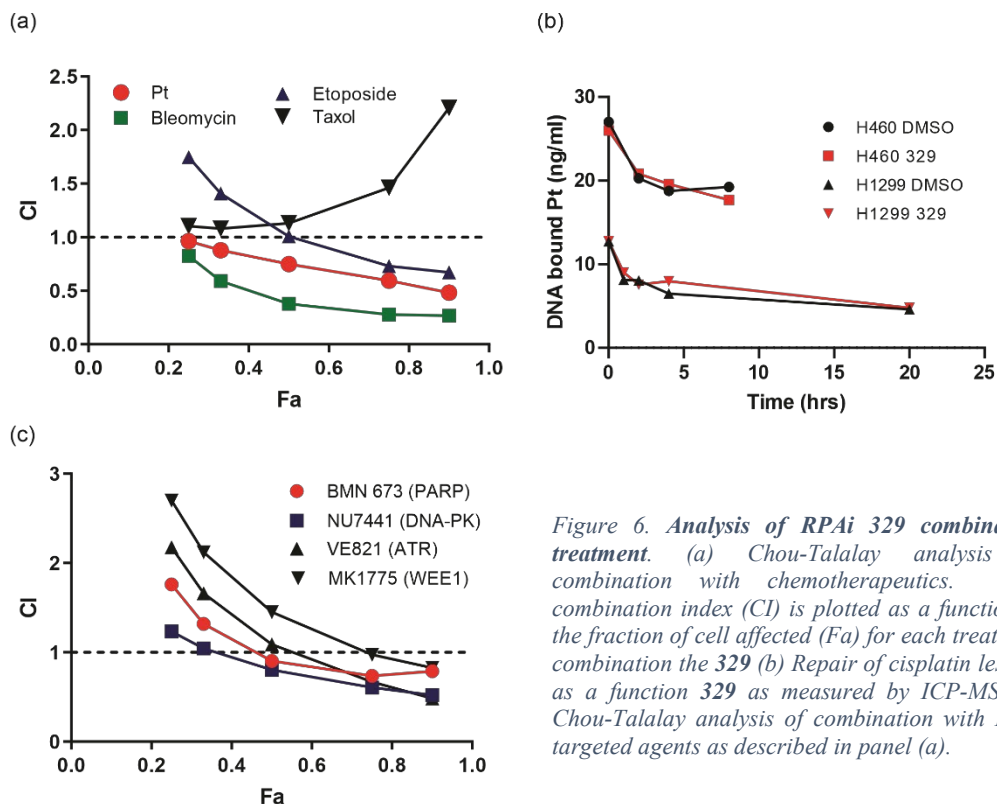 (a)
CI
2.5
2.0
1.5
1.0
0.5
0.0
Pt
Bleomycin
Etoposide
Taxol
0.0 0.2 0.4 0.6 0.8 1.0
Fa
(b)
DNA bound Pt (ng/ml)
30
20
10
0
H460 DMSO
H460 329
H1299 DMSO
H1299 329
0 5 10 15 20 25
Time (hrs)
(c)
CI
3
2
1
0
BMN 673 (PARP)
NU7441 (DNA-PK)
VE821 (ATR)
MK1775 (WEE1)
0.0 0.2 0.4 0.6 0.8 1.0
Fa
Figure 6. Analysis of RPAi 329 combina
treatment. (a) Chou-Talalay analysis
combination with chemotherapeutics.
combination index (CI) is plotted as a functio
the fraction of cell affected (Fa) for each treat
combination the 329 (b) Repair of cisplatin les
as a function 329 as measured by ICP-MS
Chou-Talalay analysis of combination with
targeted agents as described in panel (a).